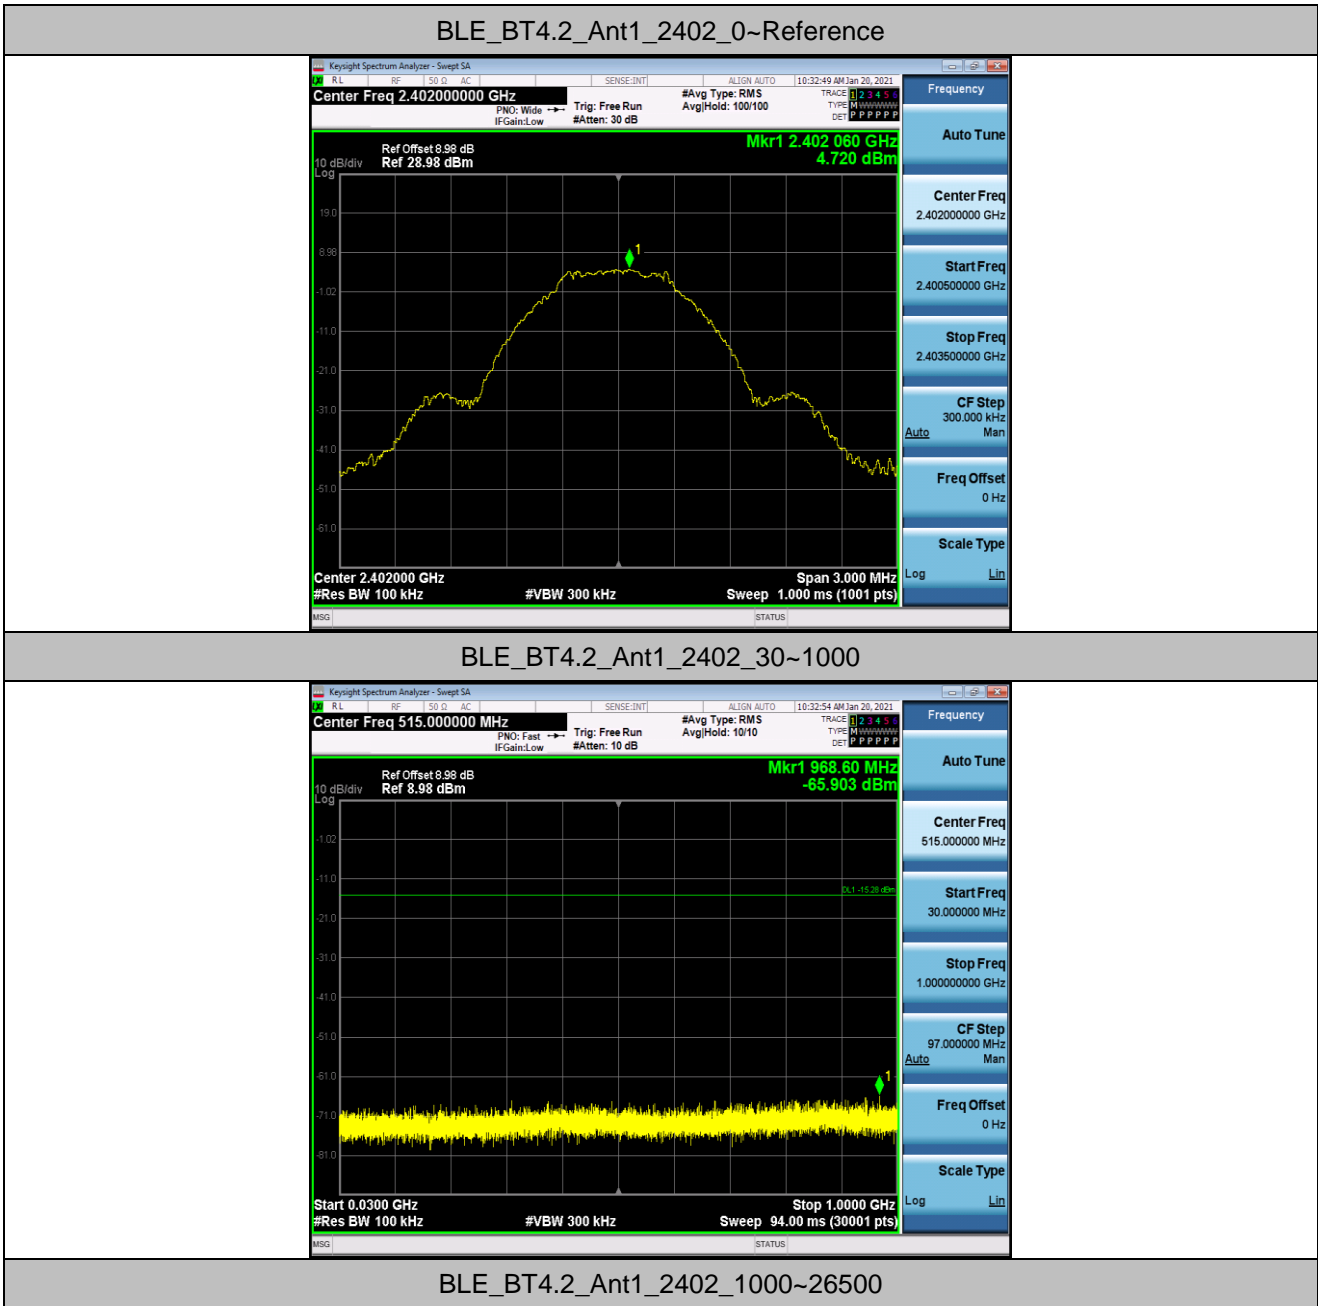 BLE_BT4.2_Ant1_2402_0~Reference
Keysight Spectrum Analyzer - Swept SA
RL RF 50 Ω AC SENSE:INT ALIGN AUTO 10:32:49 AM Jan 20, 2021
Center Freq 2.402000000 GHz
PNO: Wide
IFGain:Low
Trig: Free Run
#Atten: 30 dB
#Avg Type: RMS
Avg|Hold: 100/100
TRACE 1 2 3 4 5 6
TYPE M W W W W W
DET P P P P P P
Ref Offset 8.98 dB
10 dB/div Ref 28.98 dBm
Log
Mkr1 2.402 060 GHz
4.720 dBm
19.0
8.98
-1.02
-11.0
-21.0
-31.0
-41.0
-51.0
-61.0
1
Center 2.402000 GHz Span 3.000 MHz
#Res BW 100 kHz #VBW 300 kHz Sweep 1.000 ms (1001 pts)
MSG STATUS
Frequency
Auto Tune
Center Freq
2.402000000 GHz
Start Freq
2.400500000 GHz
Stop Freq
2.403500000 GHz
CF Step
300.000 kHz
Auto Man
Freq Offset
0 Hz
Scale Type
Log Lin
BLE_BT4.2_Ant1_2402_30~1000
Keysight Spectrum Analyzer - Swept SA
RL RF 50 Ω AC SENSE:INT ALIGN AUTO 10:32:54 AM Jan 20, 2021
Center Freq 515.000000 MHz
PNO: Fast
IFGain:Low
Trig: Free Run
#Atten: 10 dB
#Avg Type: RMS
Avg|Hold: 10/10
TRACE 1 2 3 4 5 6
TYPE M W W W W W
DET P P P P P P
Ref Offset 8.98 dB
10 dB/div Ref 8.98 dBm
Log
Mkr1 968.60 MHz
-65.903 dBm
-1.02
-11.0
DL1 -15.28 dBm
-21.0
-31.0
-41.0
-51.0
-61.0
1
-71.0
-81.0
Start 0.0300 GHz Stop 1.0000 GHz
#Res BW 100 kHz #VBW 300 kHz Sweep 94.00 ms (30001 pts)
MSG STATUS
Frequency
Auto Tune
Center Freq
515.000000 MHz
Start Freq
30.000000 MHz
Stop Freq
1.000000000 GHz
CF Step
97.000000 MHz
Auto Man
Freq Offset
0 Hz
Scale Type
Log Lin
BLE_BT4.2_Ant1_2402_1000~26500